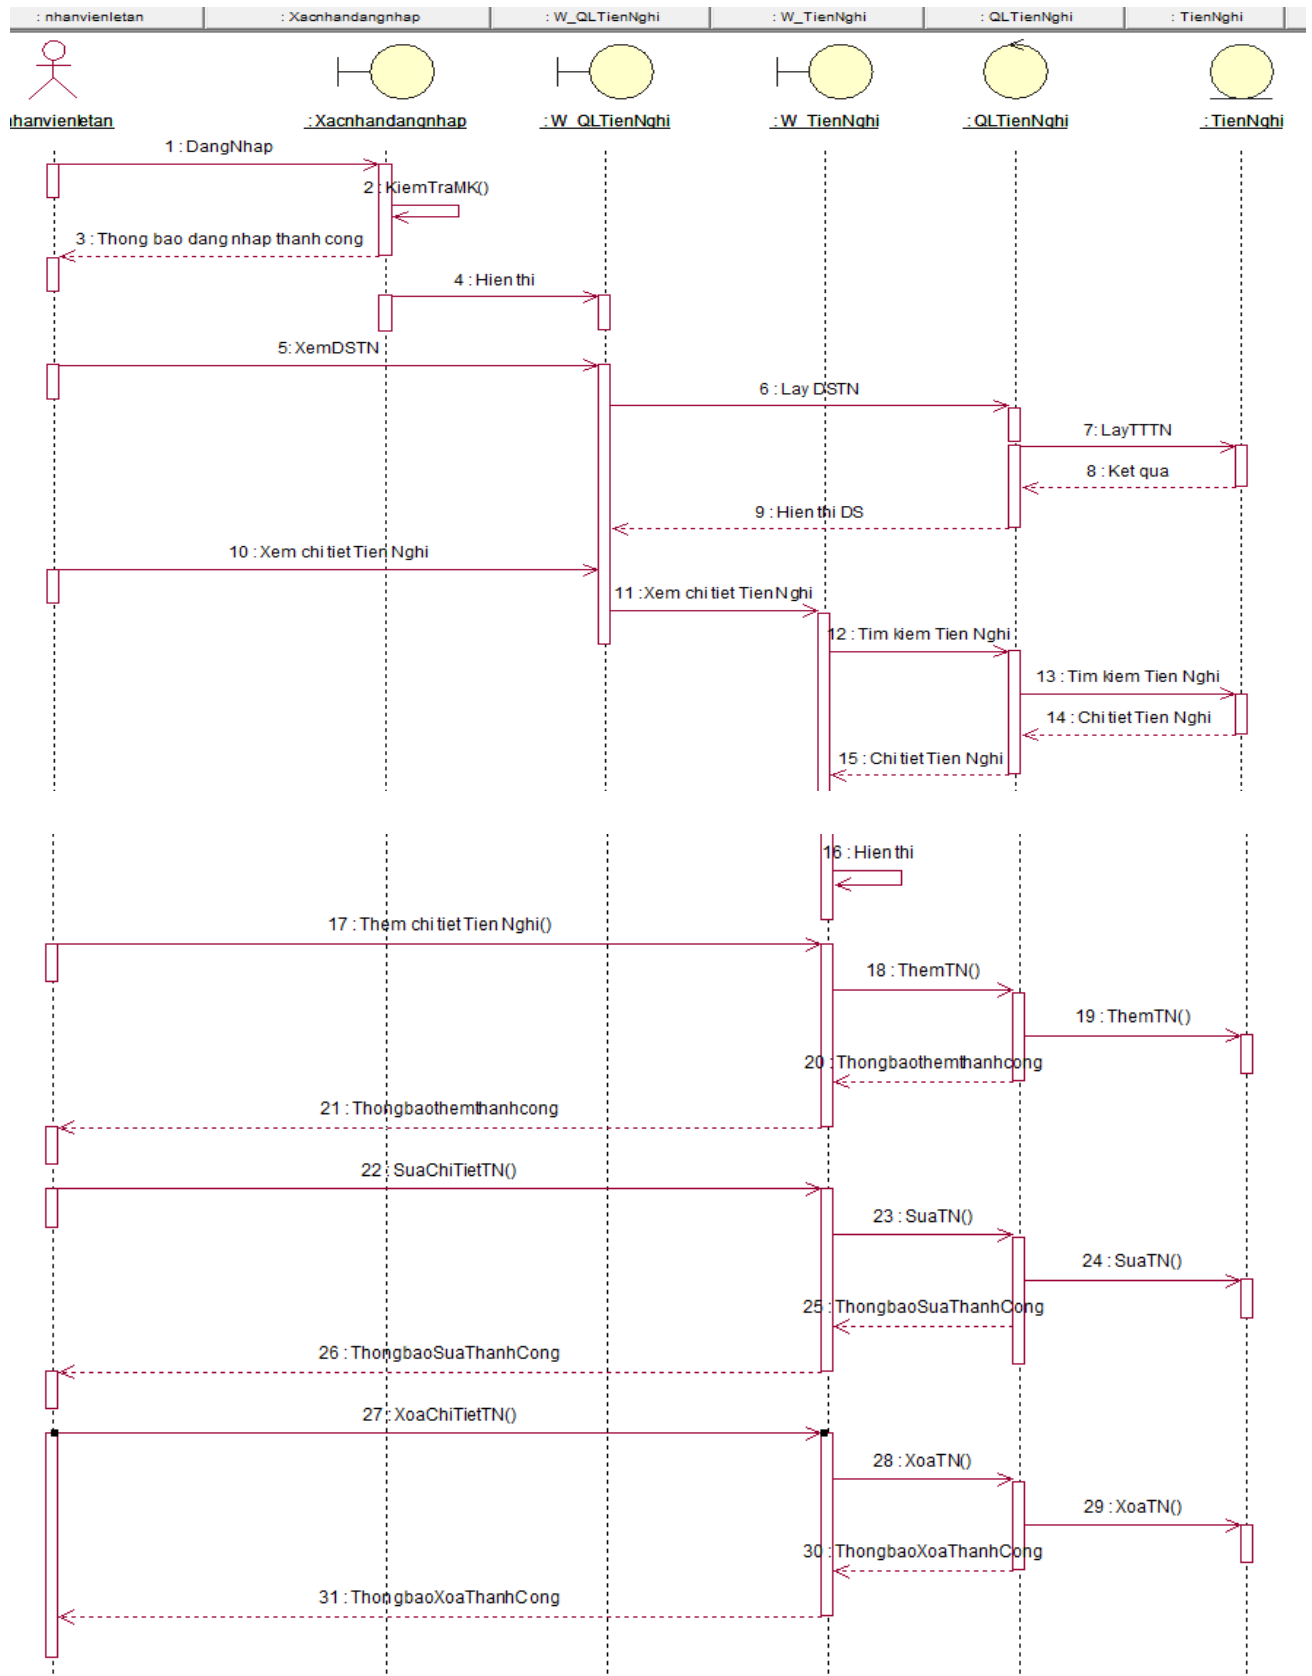 : nhanvienletan
: Xacnhandangnhap
: W_QLTienNghi
: W_TienNghi
: QLTienNghi
: TienNghi
hanvienletan
:Xacnhandangnhap
:W_QLTienNghi
:W_TienNghi
:QLTienNghi
:TienNghi
1 : DangNhap
2 : KiemTraMK()
3 : Thong bao dang nhap thanh cong
4 : Hien thi
5: XemDSTN
6 : Lay DSTN
7: LayTTTN
8 : Ket qua
9 : Hien thi DS
10 : Xem chi tiet Tien Nghi
11 : Xem chi tiet Tien Nghi
12 : Tim kiem Tien Nghi
13 : Tim kiem Tien Nghi
14 : Chi tiet Tien Nghi
15 : Chi tiet Tien Nghi
16 : Hien thi
17 : Them chi tiet Tien Nghi()
18 : ThemTN()
19 : ThemTN()
20 : Thongbaothemthanhcong
21 : Thongbaothemthanhcong
22 : SuaChiTietTN()
23 : SuaTN()
24 : SuaTN()
25 : ThongbaoSuaThanhCong
26 : ThongbaoSuaThanhCong
27 : XoaChiTietTN()
28 : XoaTN()
29 : XoaTN()
30 : ThongbaoXoaThanhCong
31 : ThongbaoXoaThanhCong